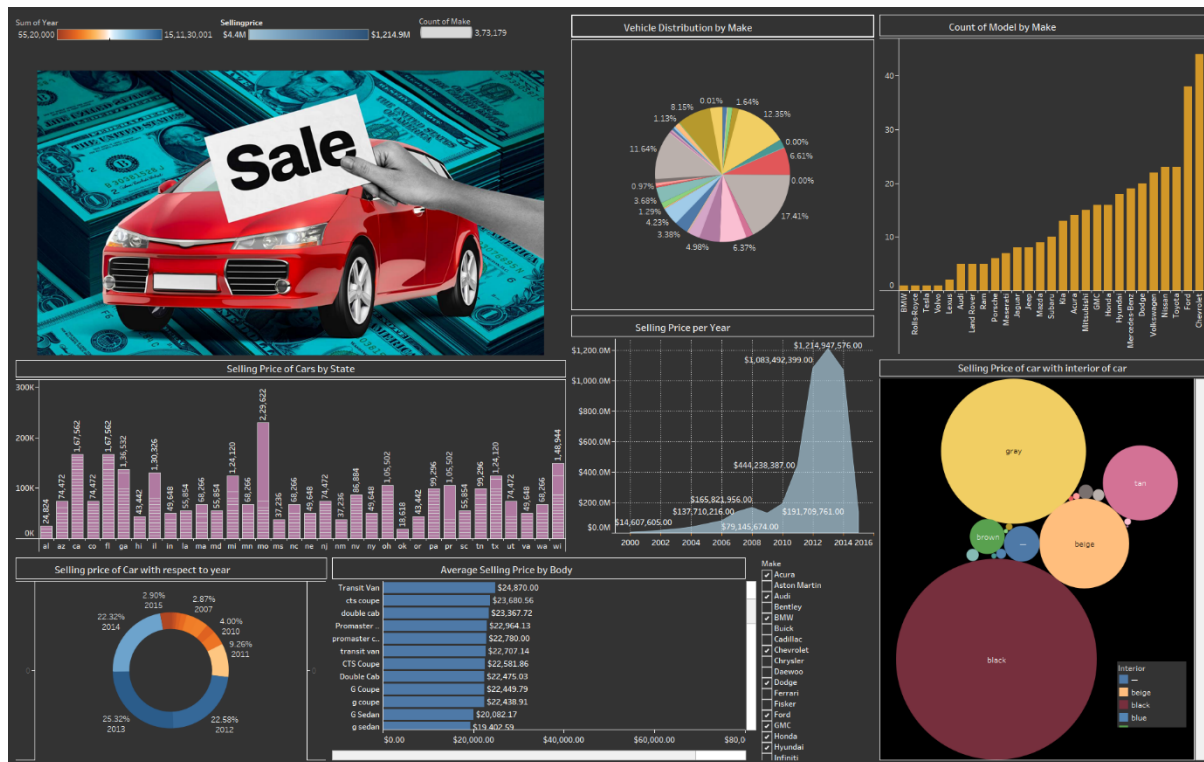 Sum of Year
55,20,000 15,11,30,001
Sellingprice
$4.4M $1,214.9M
Count of Make
3,73,179
Sale
Vehicle Distribution by Make
0.01%
1.64%
12.35%
0.00%
6.61%
0.00%
17.41%
6.37%
4.98%
3.38%
4.23%
1.29%
3.68%
0.97%
11.64%
1.13%
8.15%
Count of Model by Make
40
30
20
10
0
BMW
Rolls-Royce
Tesla
Volvo
Lexus
Audi
Land Rover
Ram
Porsche
Maserati
Jaguar
Jeep
Mazda
Subaru
Kia
Acura
Mitsubishi
GMC
Honda
Hyundai
Mercedes-Benz
Dodge
Volkswagen
Nissan
Toyota
Ford
Chevrolet
Selling Price of Cars by State
300K
200K
100K
0K
24,824
74,472
1,67,562
74,472
1,67,562
1,36,532
43,442
1,30,326
49,648
55,854
68,266
55,854
1,24,120
68,266
2,29,622
37,236
68,266
49,648
74,472
37,236
86,884
49,648
1,05,502
18,618
43,442
99,296
1,05,502
55,854
99,296
1,24,120
74,472
49,648
68,266
1,48,944
az ca co fl ga hi il in la ma md mi mn mo ms nc ne nj nm nv ny oh ok or pa pr sc tn tx ut va wa wi
Selling Price per Year
$1,200.0M
$1,000.0M
$800.0M
$600.0M
$400.0M
$200.0M
$0.0M
$1,214,947,576.00
$1,083,492,399.00
$444,238,387.00
$165,821,956.00
$137,710,216.00
$191,709,761.00
$14,607,605.00
$79,145,674.00
2000 2002 2004 2006 2008 2010 2012 2014 2016
Selling Price of car with interior of car
gray
tan
brown
—
beige
black
Interior
—
beige
black
blue
Selling price of Car with respect to year
2.90%
2015
2.87%
2007
4.00%
2010
9.26%
2011
22.58%
2012
25.32%
2013
22.32%
2014
Average Selling Price by Body
Transit Van $24,870.00
cts coupe $23,680.56
double cab $23,367.72
Promaster .. $22,964.13
promaster c.. $22,780.00
transit van $22,707.14
CTS Coupe $22,581.86
Double Cab $22,475.03
G Coupe $22,449.79
g coupe $22,438.91
G Sedan $20,082.17
g sedan $19,402.59
$0.00 $20,000.00 $40,000.00 $60,000.00 $80,
Make
Acura
Aston Martin
Audi
Bentley
BMW
Buick
Cadillac
Chevrolet
Chrysler
Daewoo
Dodge
Ferrari
Fisker
Ford
GMC
Honda
Hyundai
Infiniti